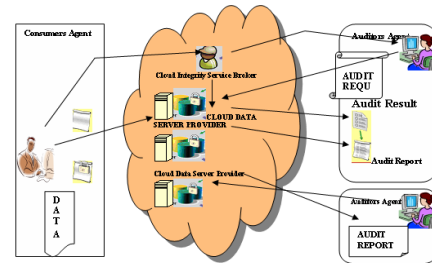 Consumers Agent
D
A
T
A
Cloud Integrity Service Broker
CLOUD DATA
SERVER PROVIDER
Cloud Data Server Provider
Auditors Agent
AUDIT
REQU
Audit Result
Audit Report
Auditors Agent
AUDIT
REPORT